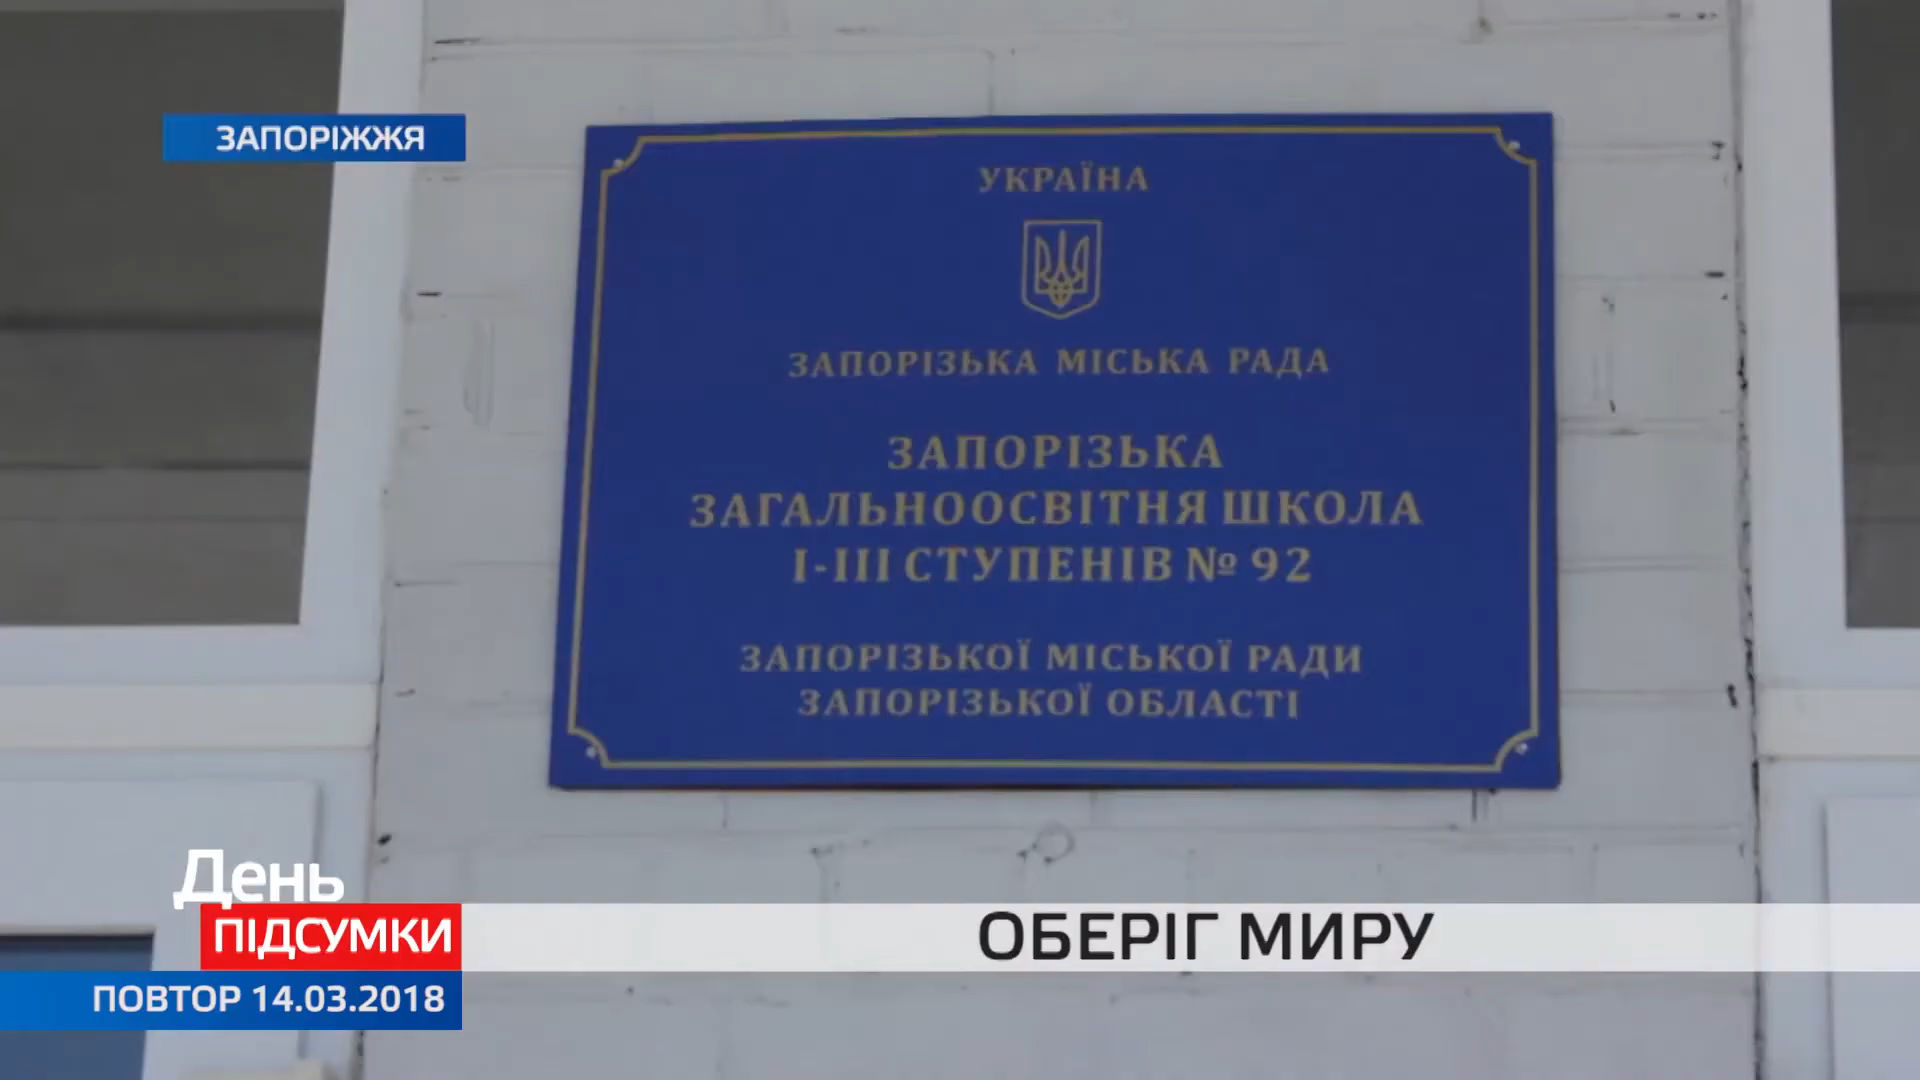 ЗАПОРІЖЖЯ
УКРАЇНА
ЗАПОРІЗЬКА МІСЬКА РАДА
ЗАПОРІЗЬКА
ЗАГАЛЬНООСВІТНЯ ШКОЛА
І-ІІІ СТУПЕНІВ № 92
ЗАПОРІЗЬКОЇ МІСЬКОЇ РАДИ
ЗАПОРІЗЬКОЇ ОБЛАСТІ
День
ПІДСУМКИ
ОБЕРІГ МИРУ
ПОВТОР 14.03.2018